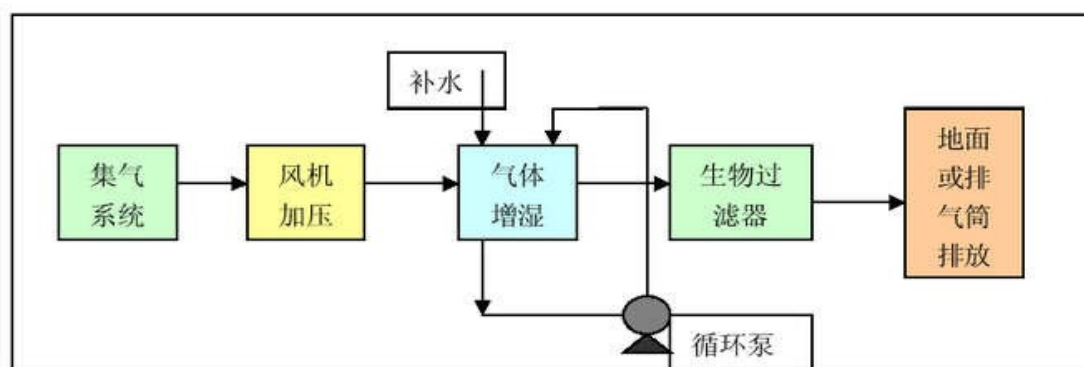 补水
集气
系统
风机
加压
气体
增湿
生物过
滤器
地面
或排
气筒
排放
循环泵